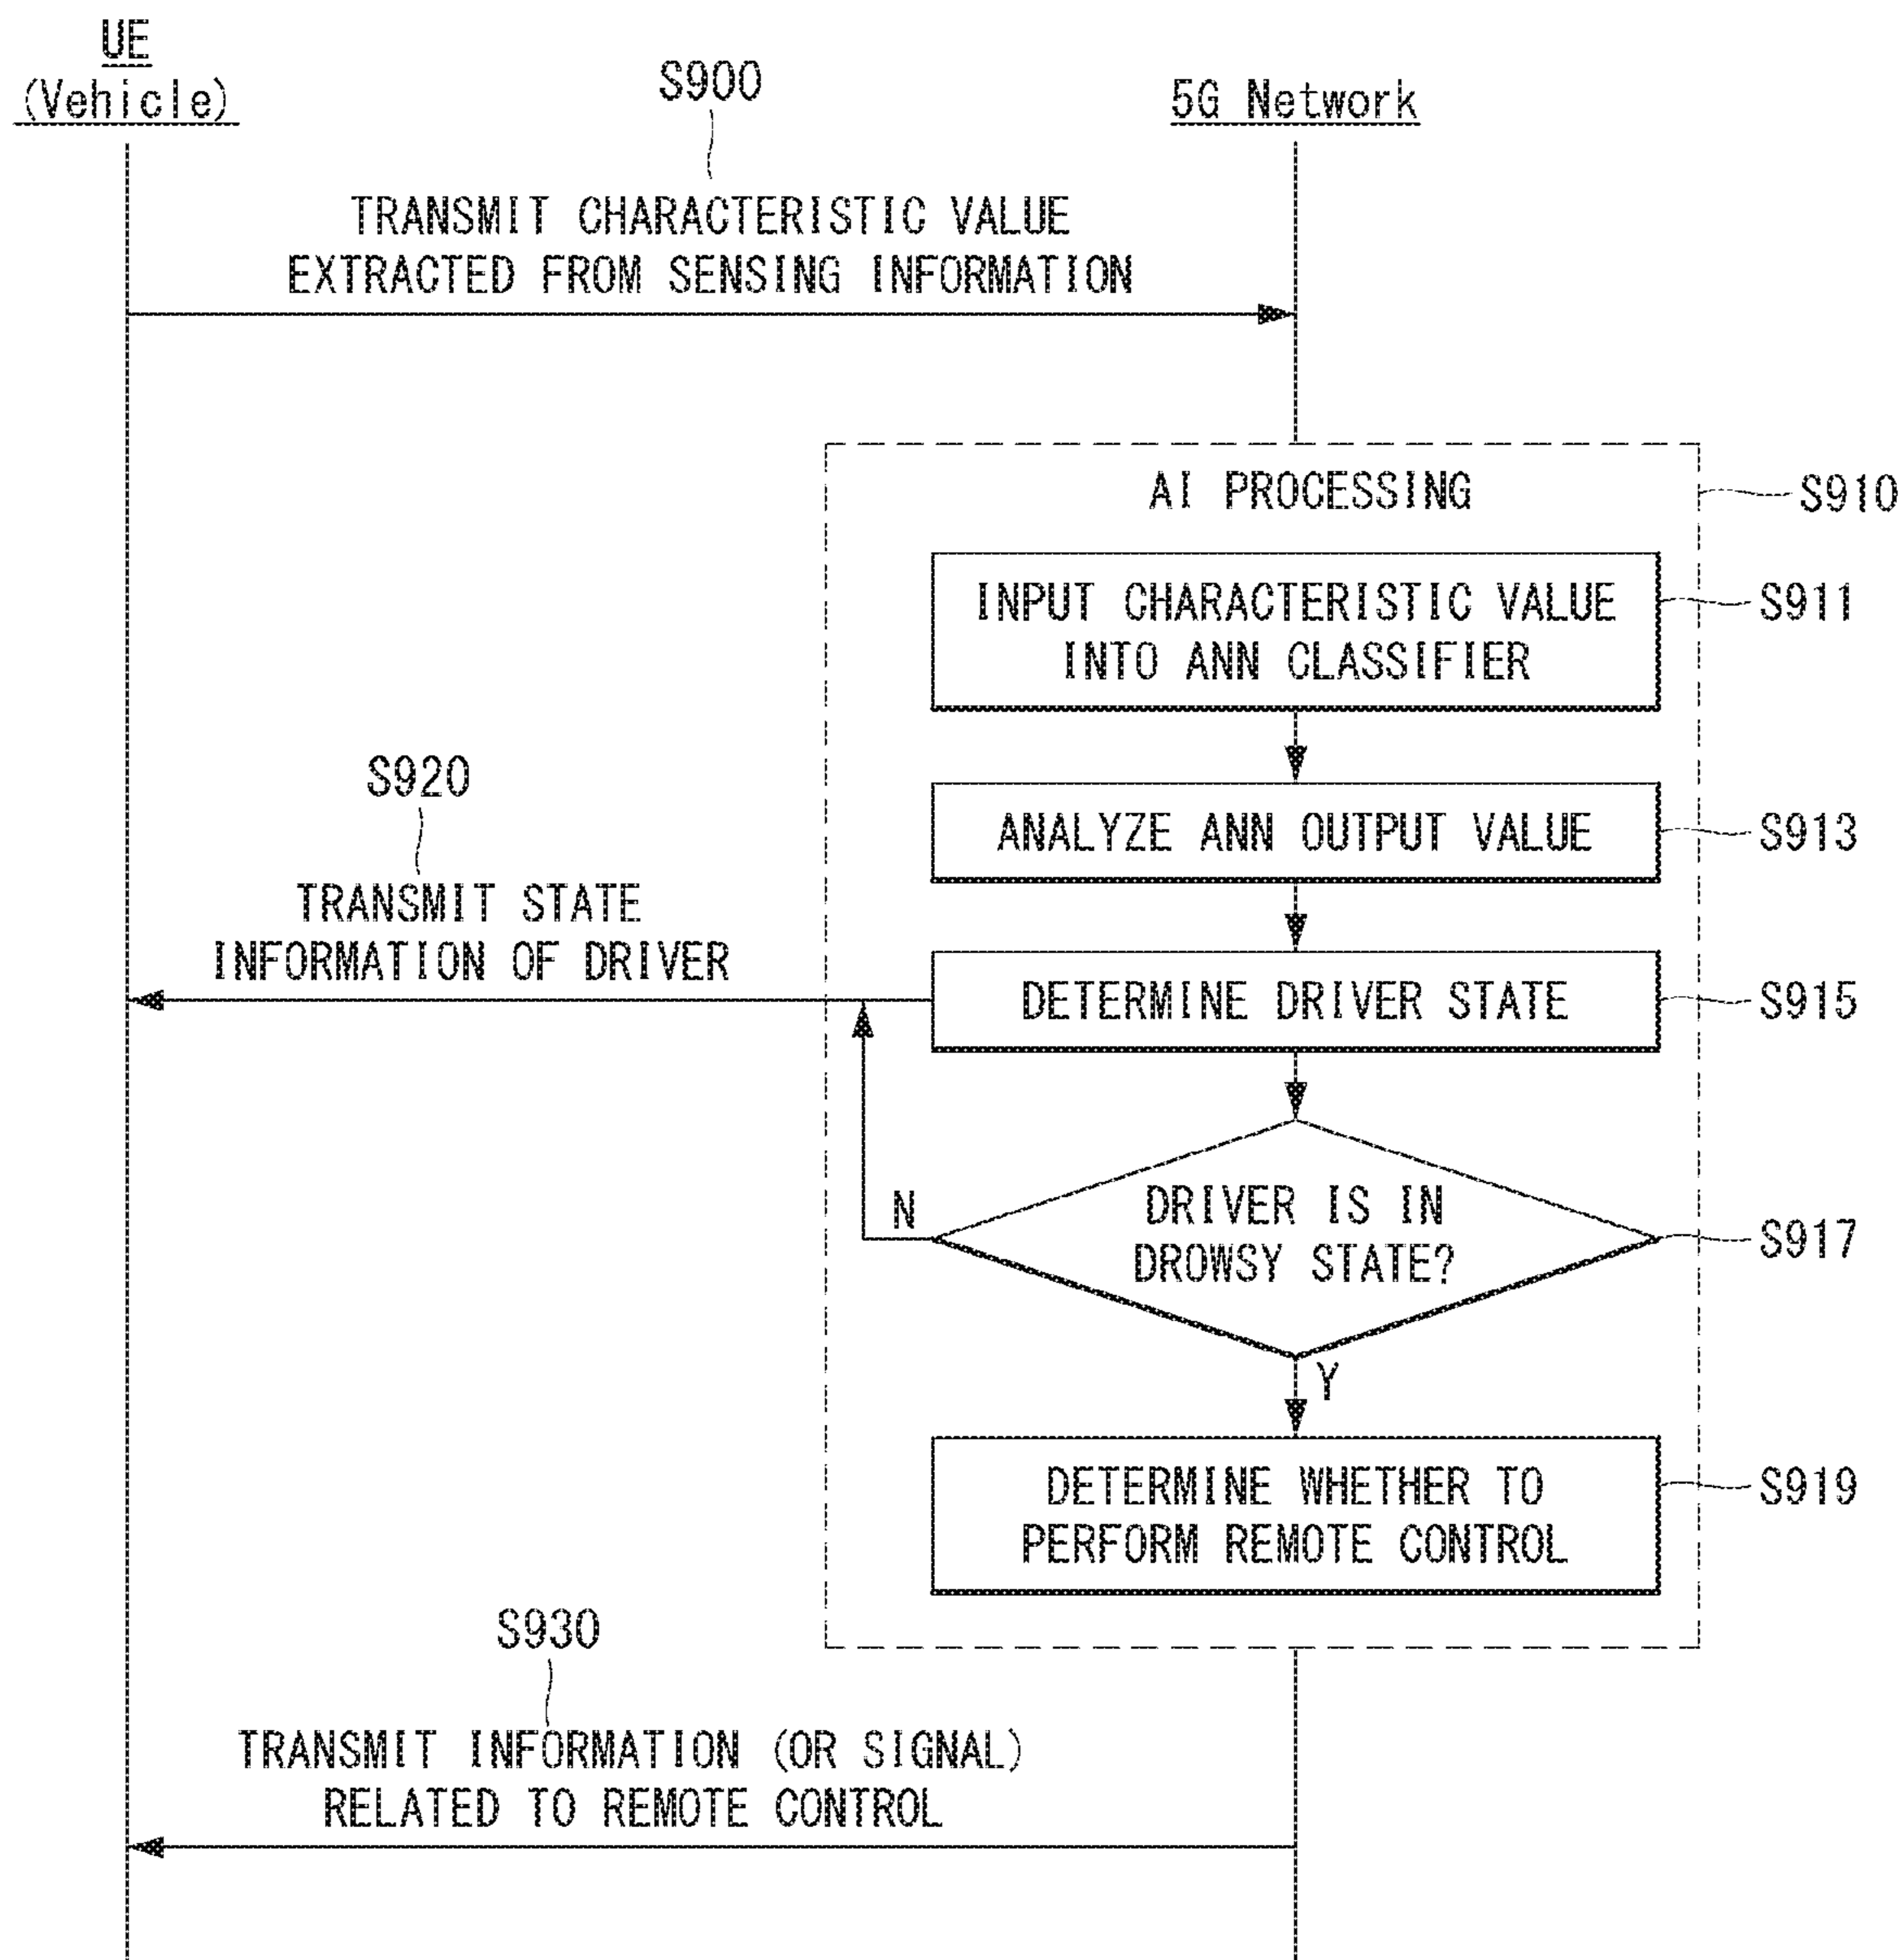 UE
(Vehicle)
S900
5G Network
TRANSMIT CHARACTERISTIC VALUE
EXTRACTED FROM SENSING INFORMATION
AI PROCESSING
S910
INPUT CHARACTERISTIC VALUE
INTO ANN CLASSIFIER
S911
S920
ANALYZE ANN OUTPUT VALUE
S913
TRANSMIT STATE
INFORMATION OF DRIVER
DETERMINE DRIVER STATE
S915
N
DRIVER IS IN
DROWSY STATE?
S917
Y
DETERMINE WHETHER TO
PERFORM REMOTE CONTROL
S919
S930
TRANSMIT INFORMATION (OR SIGNAL)
RELATED TO REMOTE CONTROL